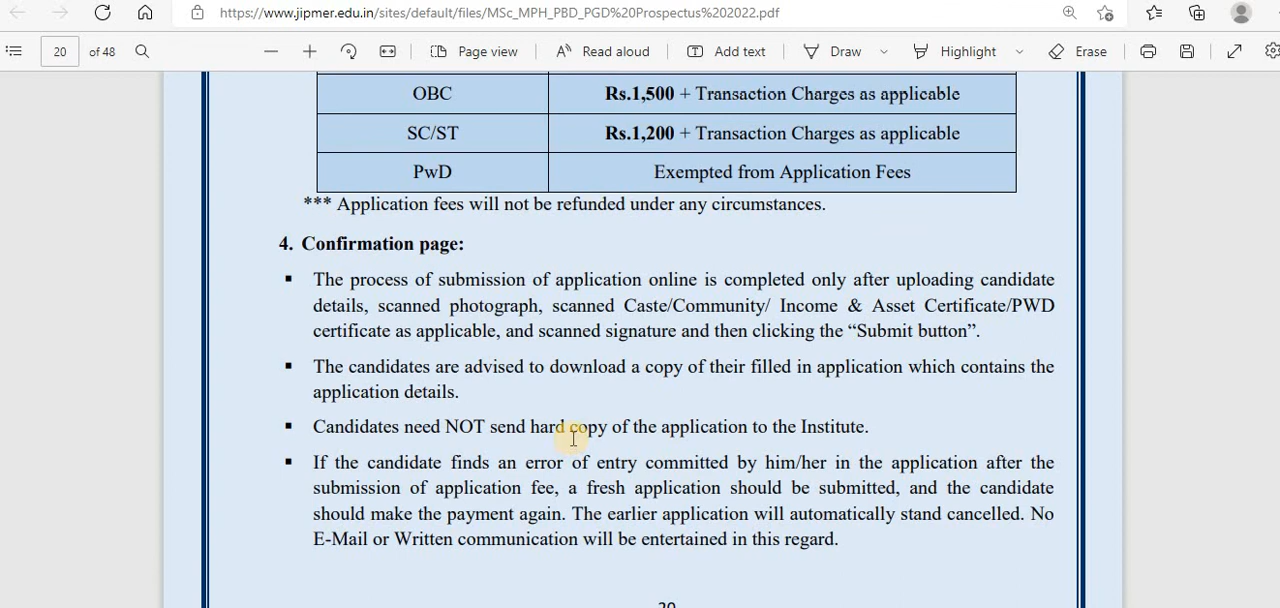 https://www.jipmer.edu.in/sites/default/files/MSc_MPH_PBD_PGD%20Prospectus%202022.pdf
20 of 48 Page view Read aloud Add text Draw Highlight Erase
OBC Rs.1,500 + Transaction Charges as applicable
SC/ST Rs.1,200 + Transaction Charges as applicable
PwD Exempted from Application Fees
*** Application fees will not be refunded under any circumstances.
4. Confirmation page:
▪ The process of submission of application online is completed only after uploading candidate
details, scanned photograph, scanned Caste/Community/ Income & Asset Certificate/PWD
certificate as applicable, and scanned signature and then clicking the “Submit button”.
▪ The candidates are advised to download a copy of their filled in application which contains the
application details.
▪ Candidates need NOT send hard copy of the application to the Institute.
▪ If the candidate finds an error of entry committed by him/her in the application after the
submission of application fee, a fresh application should be submitted, and the candidate
should make the payment again. The earlier application will automatically stand cancelled. No
E-Mail or Written communication will be entertained in this regard.
20